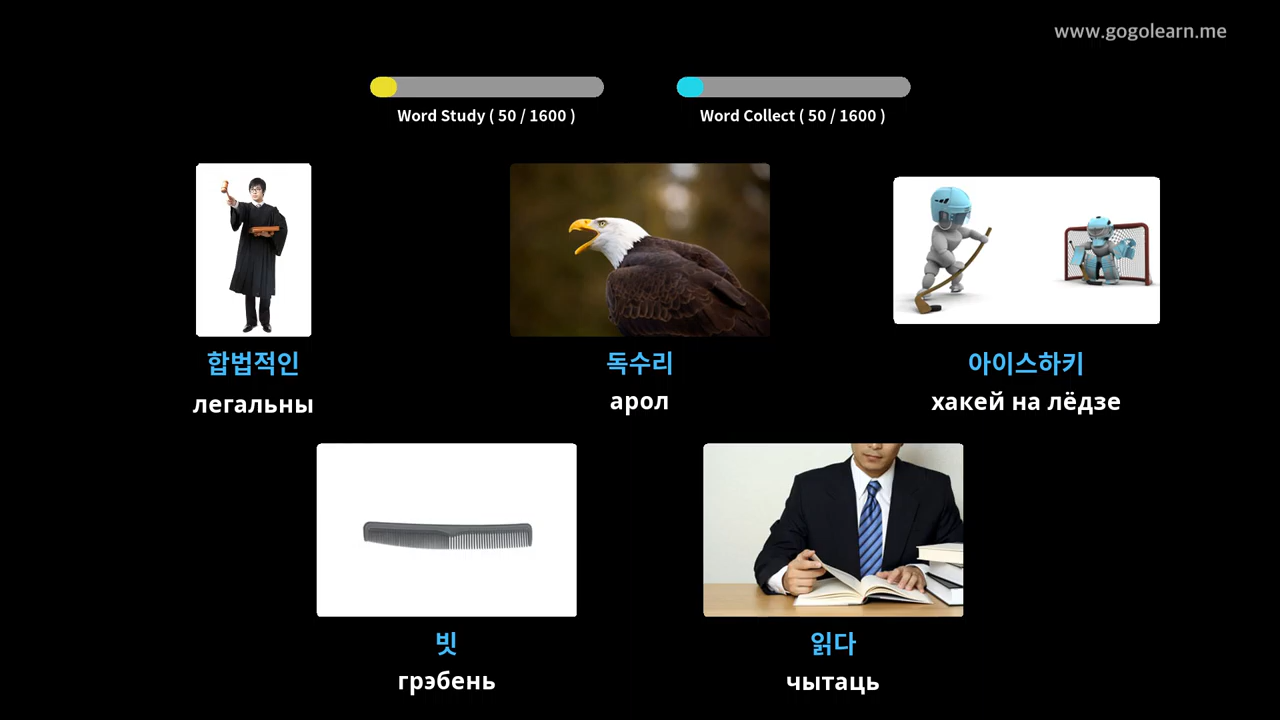 www.gogolearn.me
Word Study ( 50 / 1600 )
Word Collect ( 50 / 1600 )
합법적인
легальны
독수리
арол
아이스하키
хакей на лёдзе
빗
грэбень
읽다
чытаць